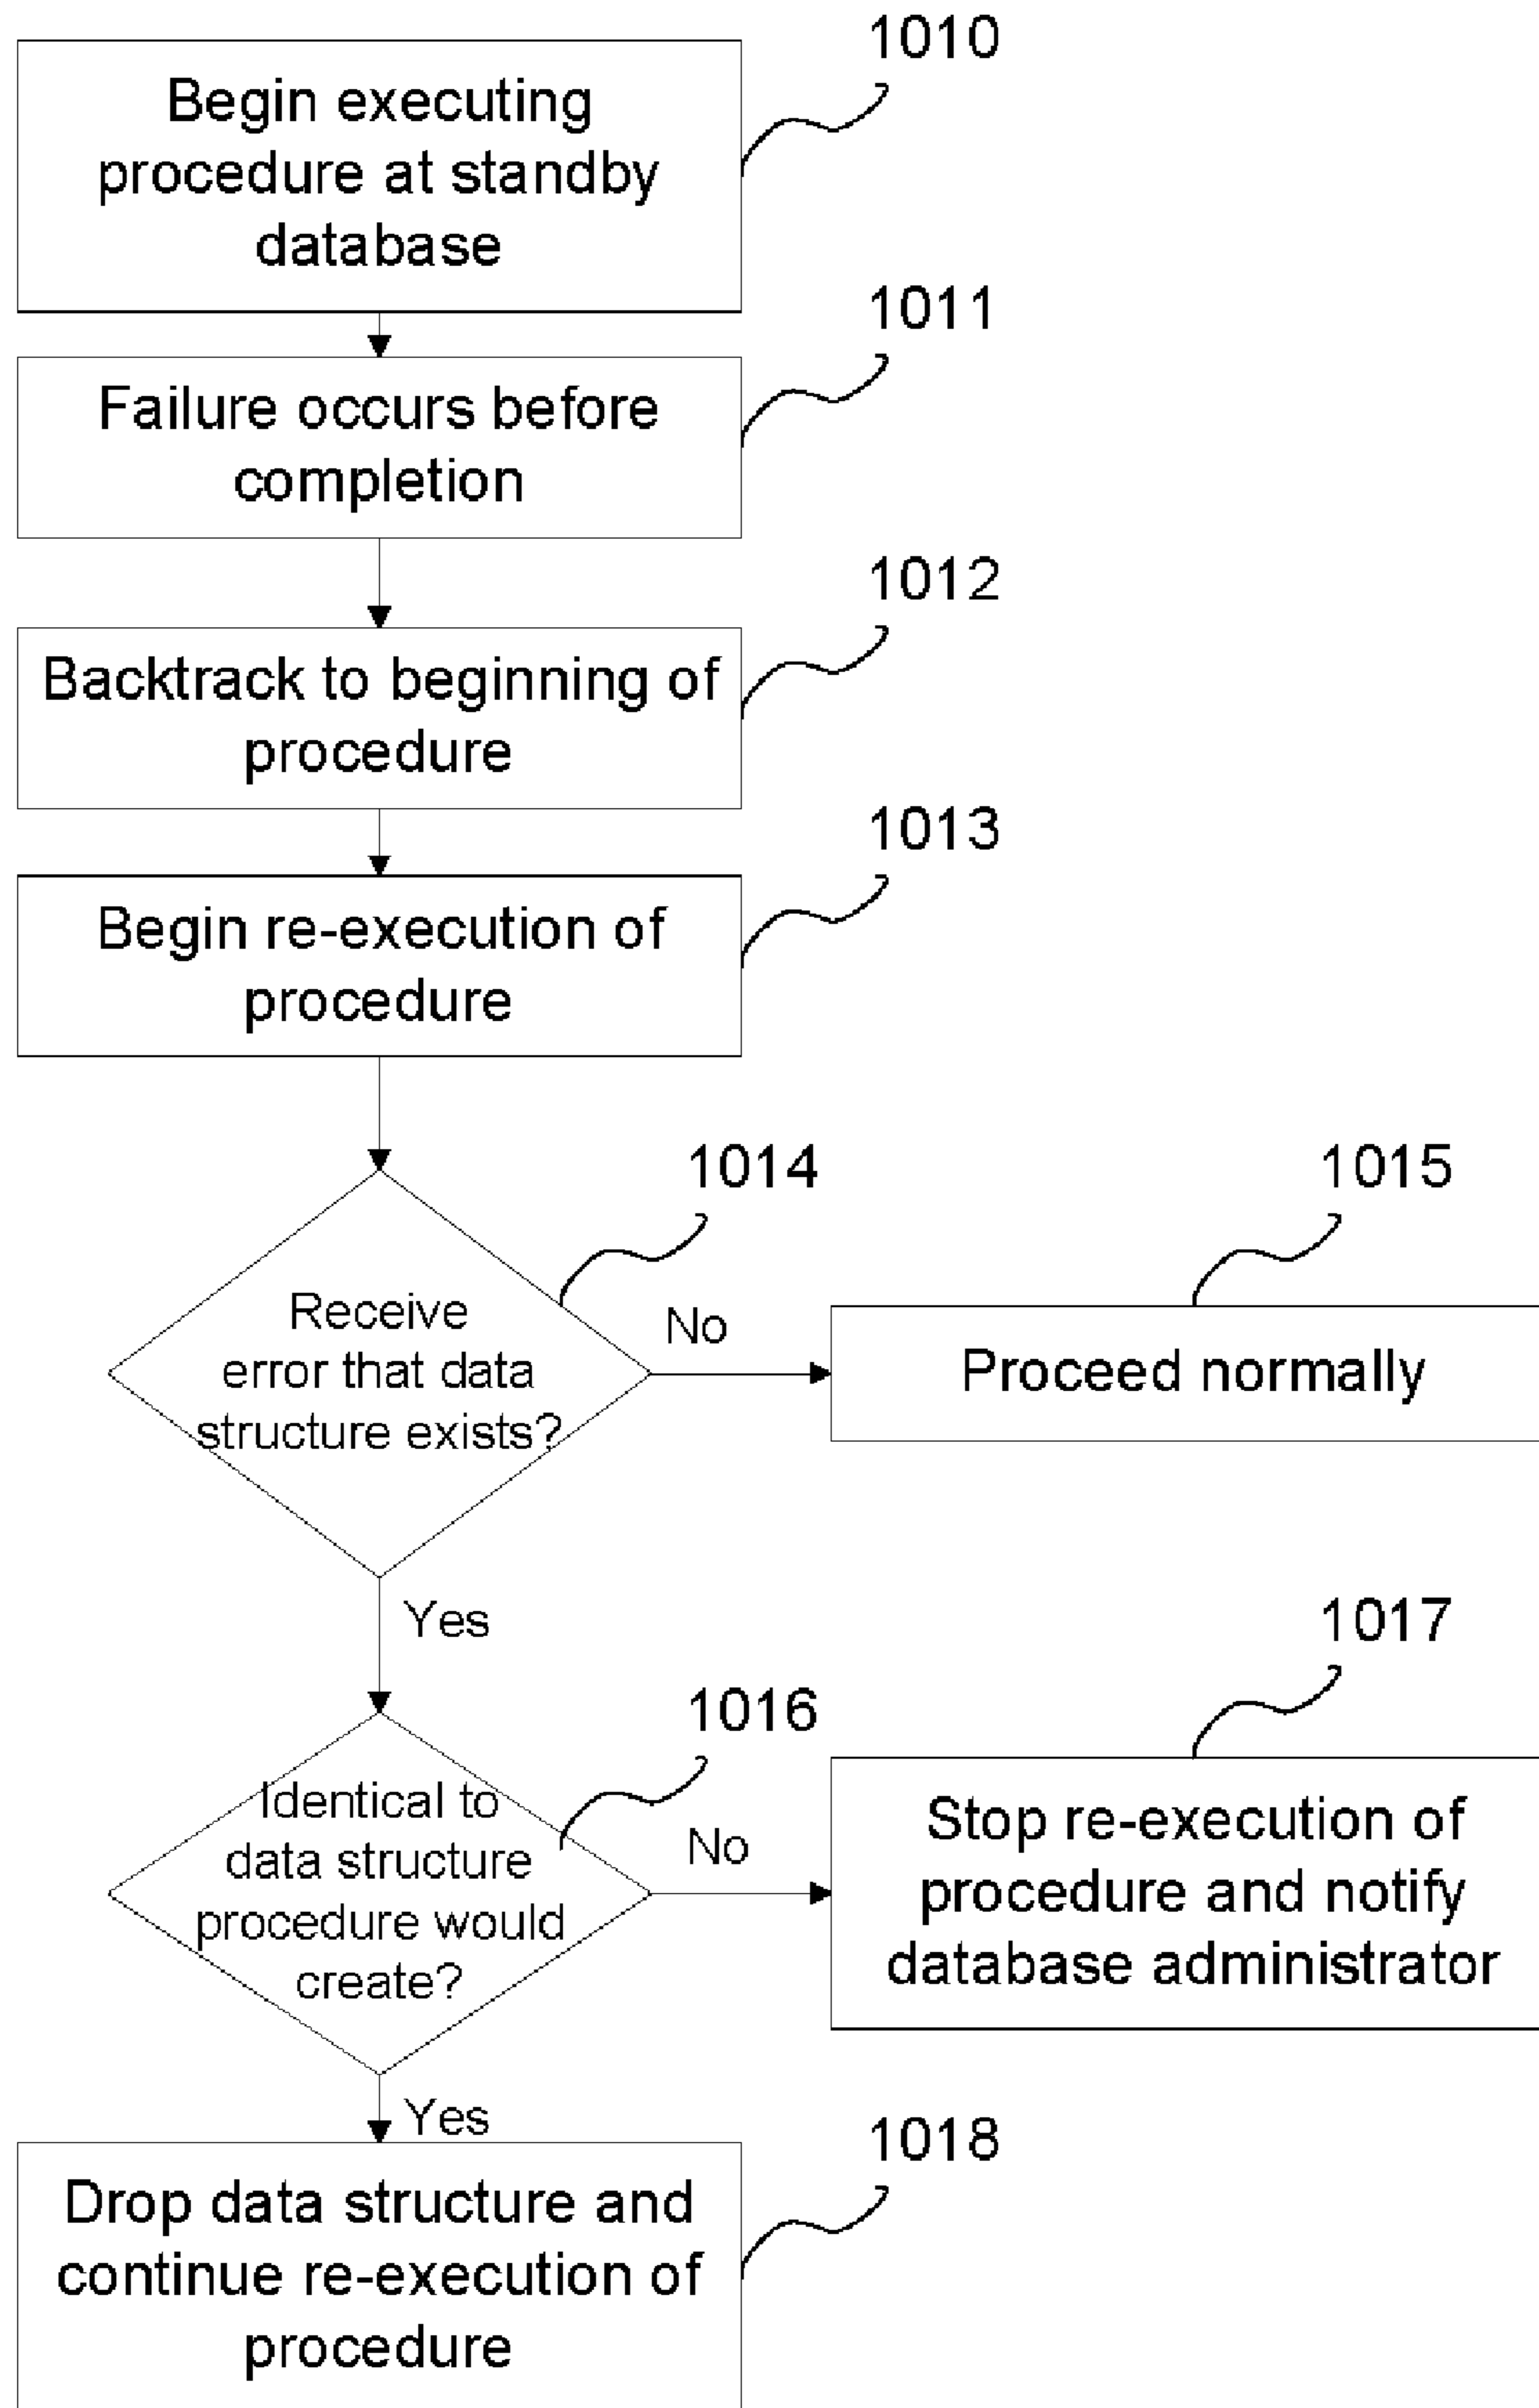 1010
Begin executing
procedure at standby
database
1011
Failure occurs before
completion
1012
Backtrack to beginning of
procedure
1013
Begin re-execution of
procedure
1014
Receive
error that data
structure exists?
No
1015
Proceed normally
Yes
1016
Identical to
data structure
procedure would
create?
No
1017
Stop re-execution of
procedure and notify
database administrator
Yes
1018
Drop data structure and
continue re-execution of
procedure